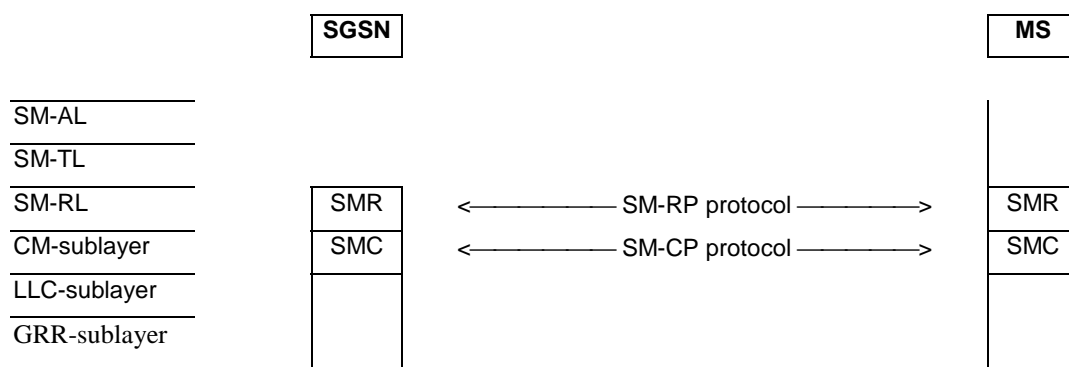 SGSN MS
SM-AL
SM-TL
SM-RL SMR <——————— SM-RP protocol ———————> SMR
CM-sublayer SMC <——————— SM-CP protocol ———————> SMC
LLC-sublayer
GRR-sublayer